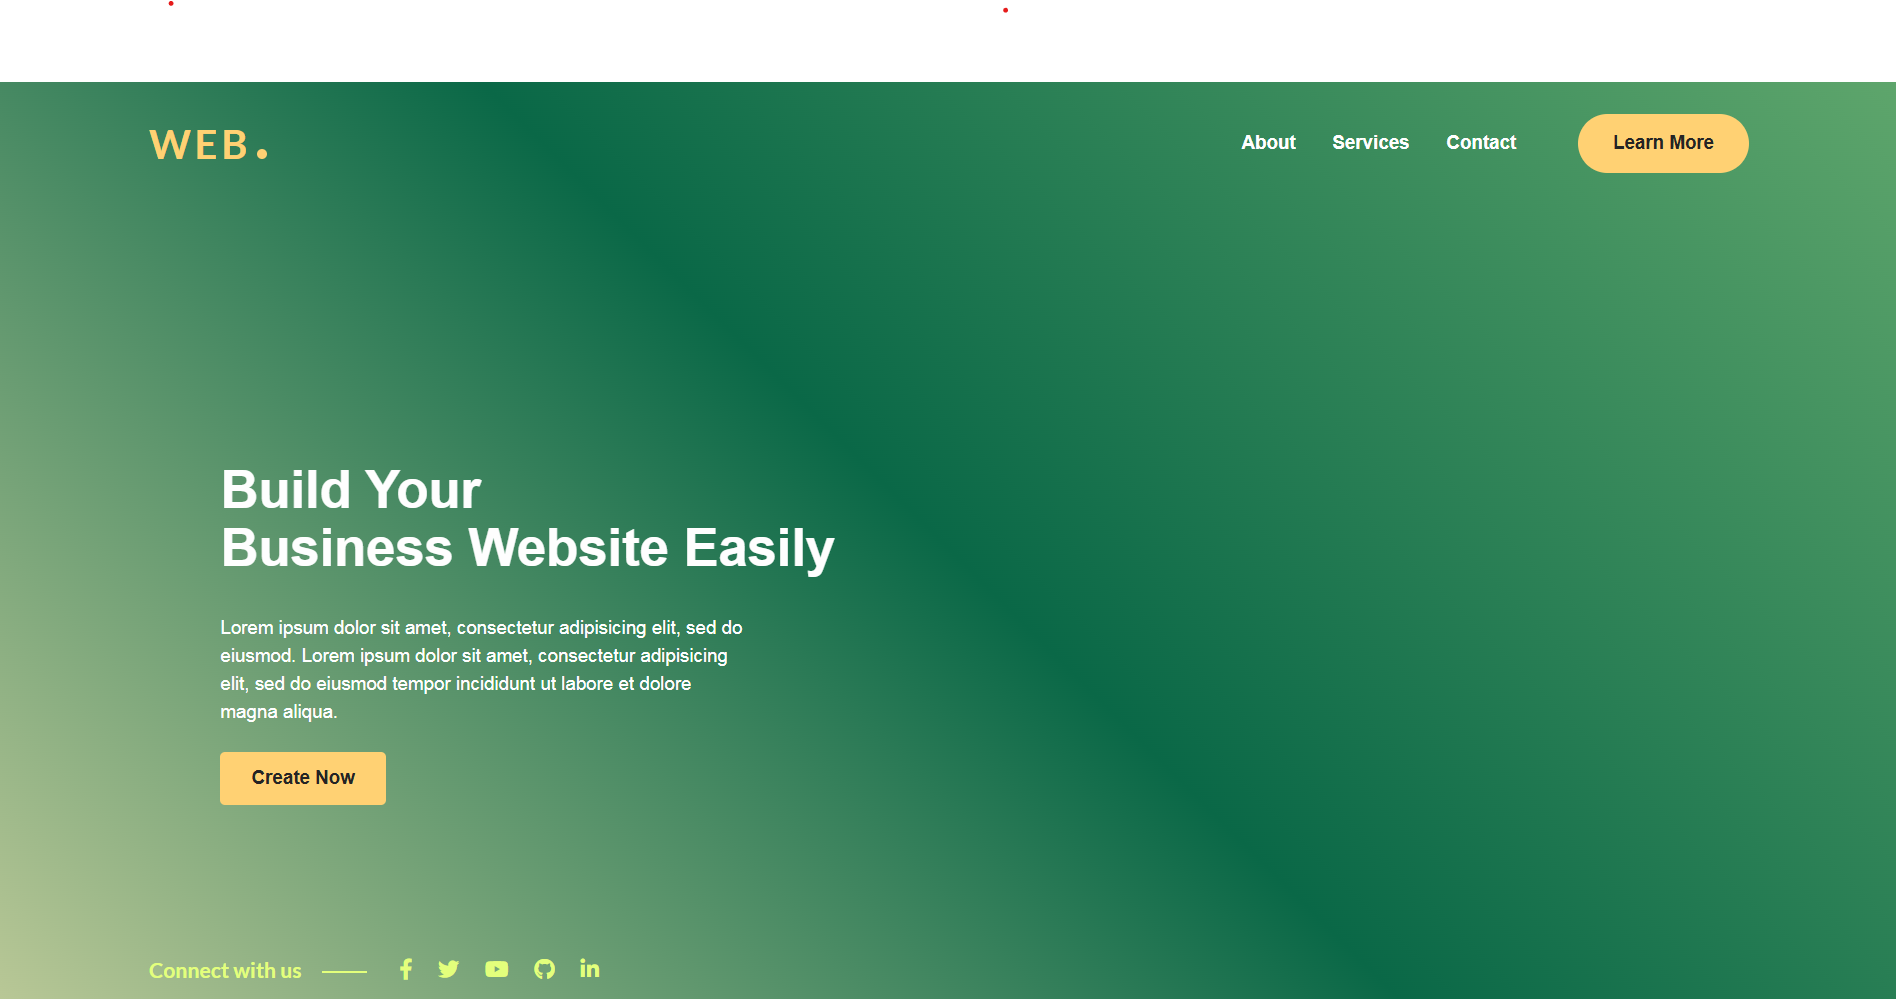 WEB.
About Services Contact Learn More
Build Your
Business Website Easily
Lorem ipsum dolor sit amet, consectetur adipisicing elit, sed do
eiusmod. Lorem ipsum dolor sit amet, consectetur adipisicing
elit, sed do eiusmod tempor incididunt ut labore et dolore
magna aliqua.
Create Now
Connect with us